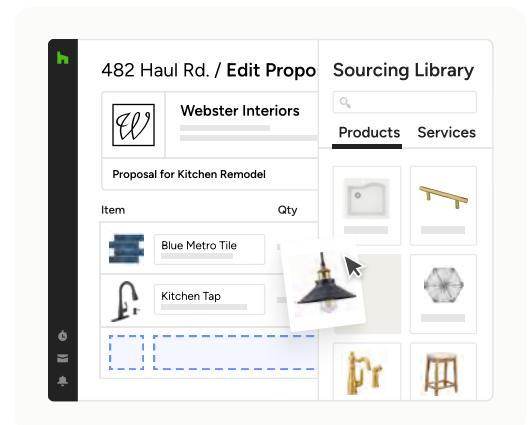 482 Haul Rd. / Edit Propo
Sourcing Library
Webster Interiors
Products
Services
Proposal for Kitchen Remodel
Item
Qty
Blue Metro Tile
Kitchen Tap